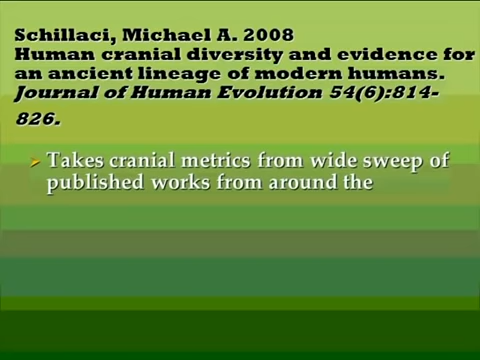 Schillaci, Michael A. 2008
Human cranial diversity and evidence for
an ancient lineage of modern humans.
Journal of Human Evolution 54(6):814-
826.
➢ Takes cranial metrics from wide sweep of
published works from around the